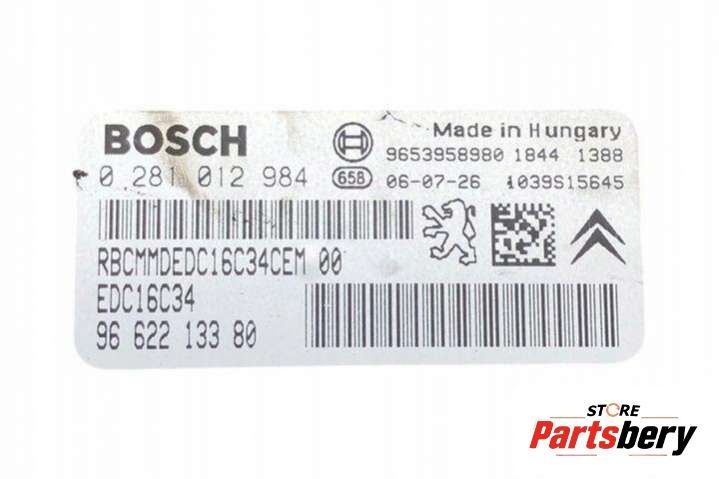 BOSCH
Made in Hungary
9653958980 1844 1388
0 281 012 984
658
06-07-26 1039S15645
RBCMMDEDC16C34CEM 00
EDC16C34
96 622 133 80
STORE
Partsbery